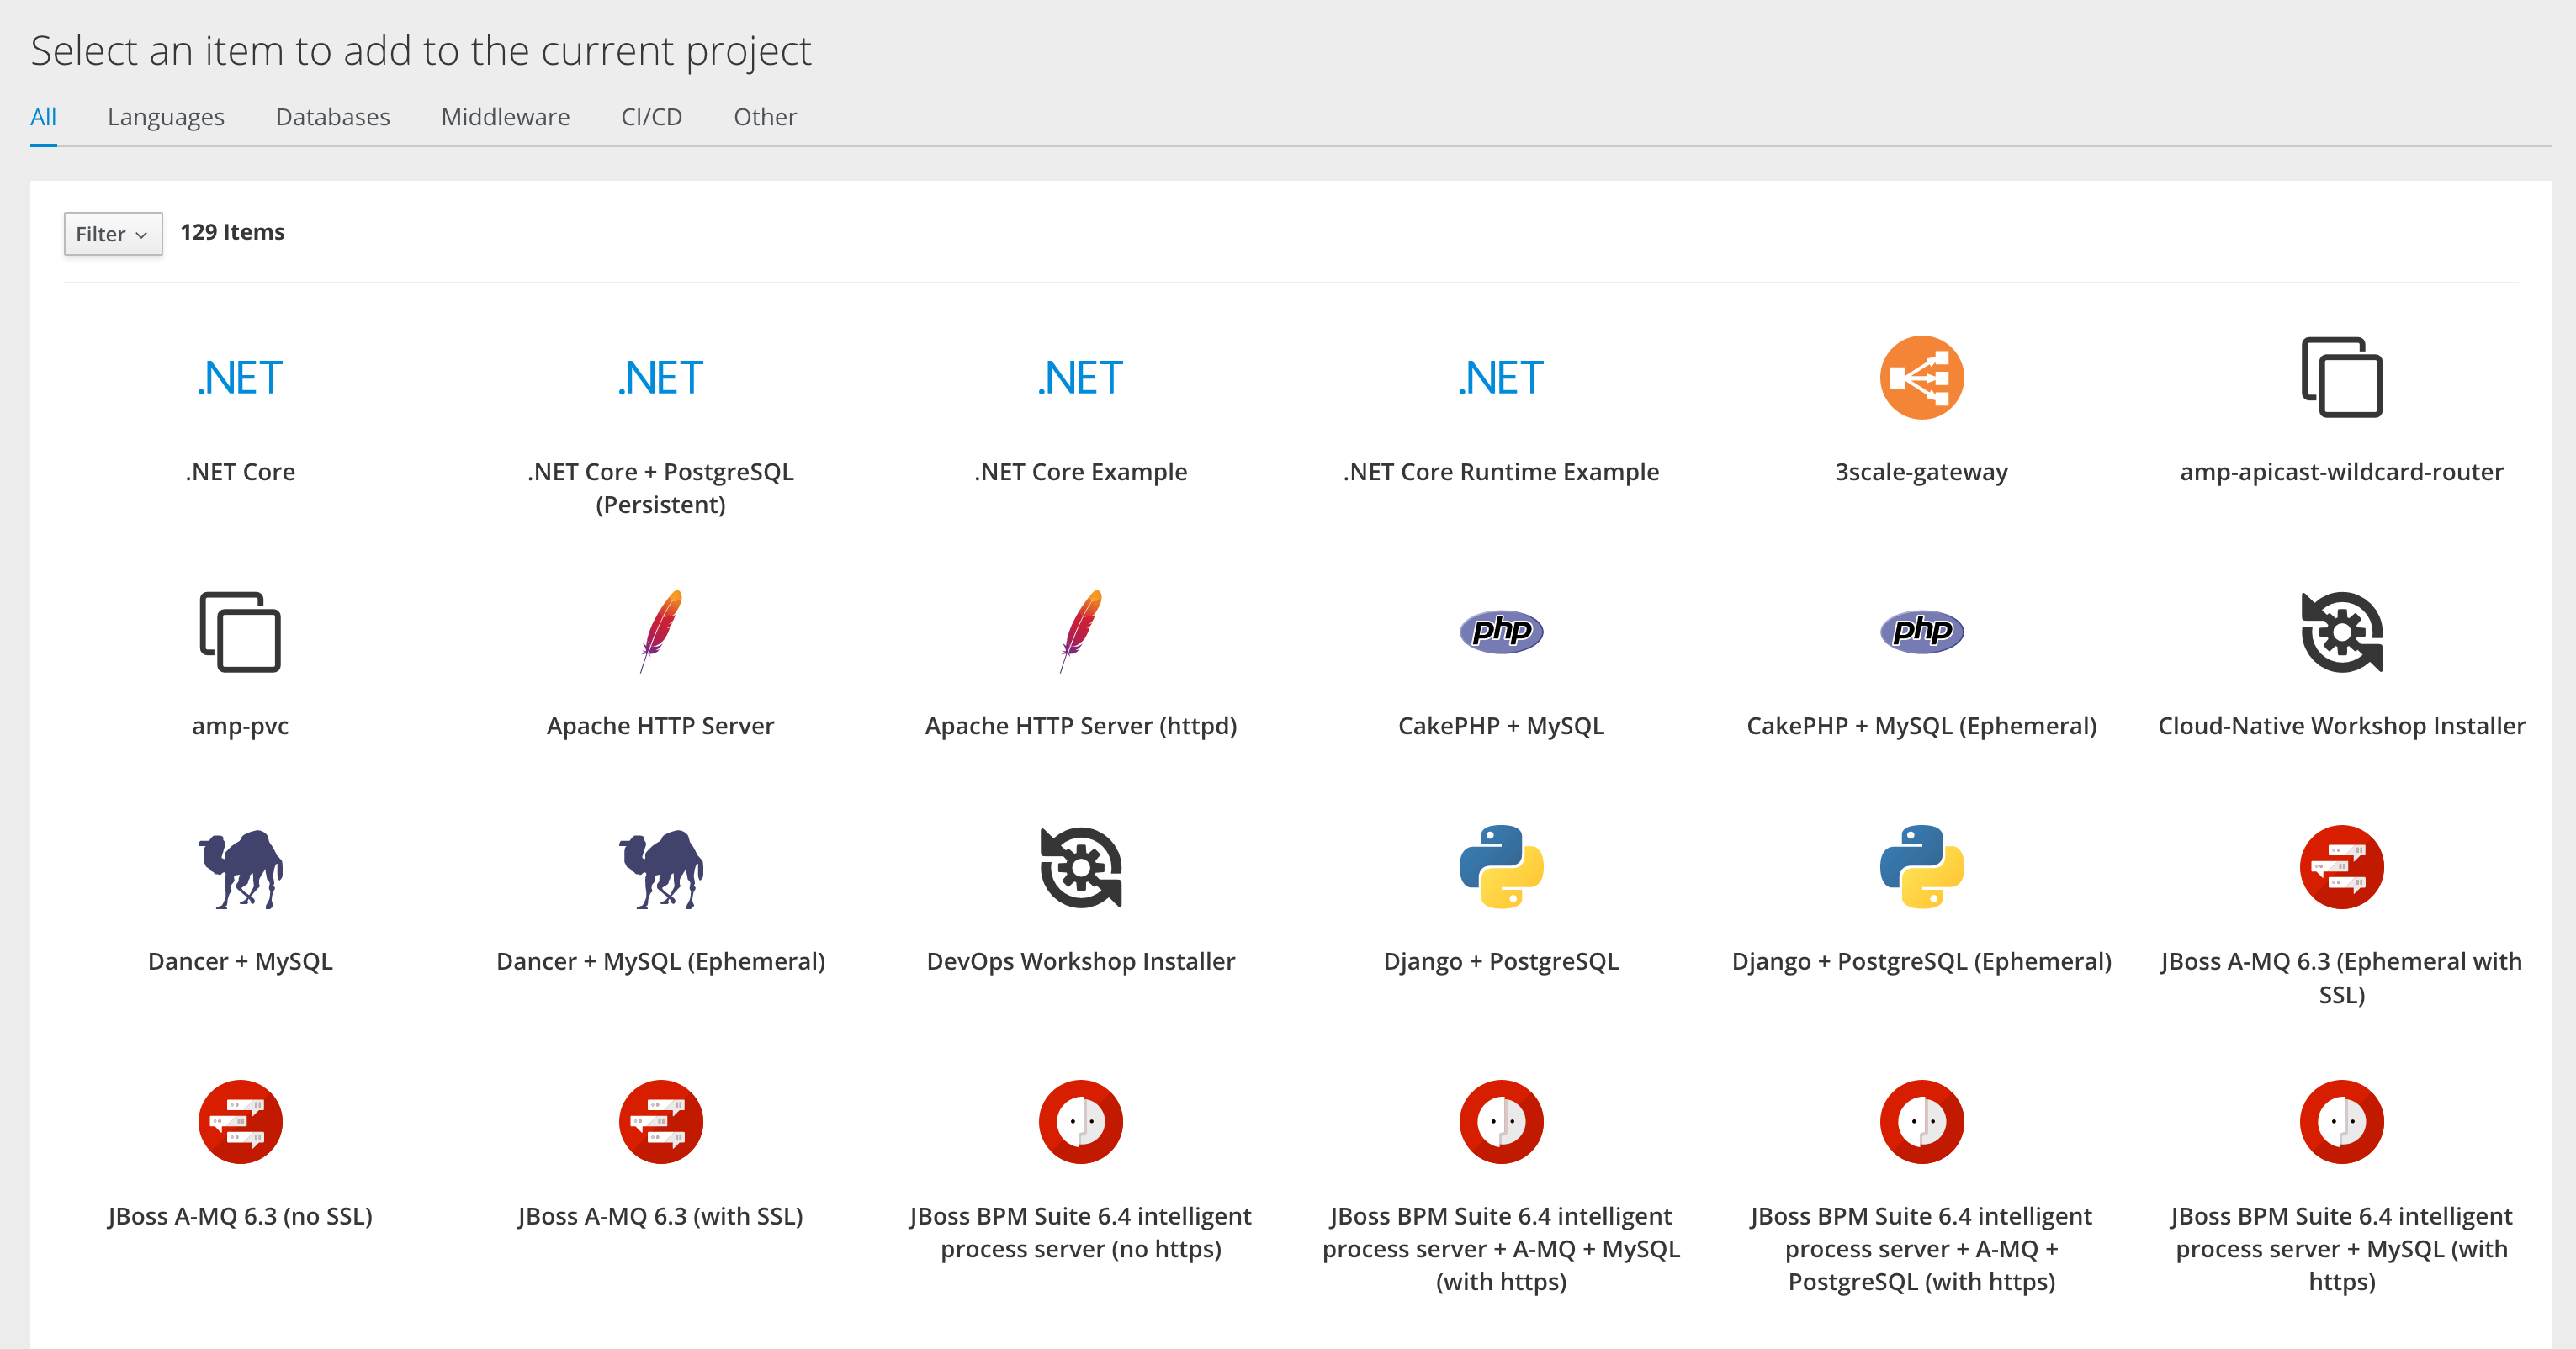 Select an item to add to the current project
All Languages Databases Middleware CI/CD Other
Filter 129 Items
.NET .NET .NET .NET
.NET Core .NET Core + PostgreSQL .NET Core Example .NET Core Runtime Example 3scale-gateway amp-apicast-wildcard-router
(Persistent)
php php
amp-pvc Apache HTTP Server Apache HTTP Server (httpd) CakePHP + MySQL CakePHP + MySQL (Ephemeral) Cloud-Native Workshop Installer
Dancer + MySQL Dancer + MySQL (Ephemeral) DevOps Workshop Installer Django + PostgreSQL Django + PostgreSQL (Ephemeral) JBoss A-MQ 6.3 (Ephemeral with
SSL)
JBoss A-MQ 6.3 (no SSL) JBoss A-MQ 6.3 (with SSL) JBoss BPM Suite 6.4 intelligent JBoss BPM Suite 6.4 intelligent JBoss BPM Suite 6.4 intelligent JBoss BPM Suite 6.4 intelligent
process server (no https) process server + A-MQ + MySQL process server + A-MQ + process server + MySQL (with
(with https) PostgreSQL (with https) https)